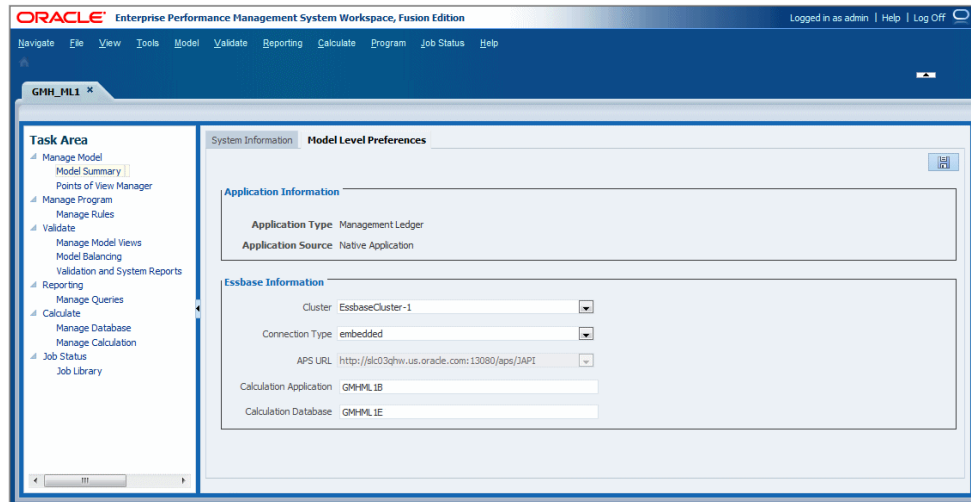 ORACLE Enterprise Performance Management System Workspace, Fusion Edition
Logged in as admin | Help | Log Off
Navigate File View Tools Model Validate Reporting Calculate Program Job Status Help
GMH_ML1 ×
Task Area
Manage Model
Model Summary
Points of View Manager
Manage Program
Manage Rules
Validate
Manage Model Views
Model Balancing
Validation and System Reports
Reporting
Manage Queries
Calculate
Manage Database
Manage Calculation
Job Status
Job Library
System Information Model Level Preferences
Application Information
Application Type Management Ledger
Application Source Native Application
Essbase Information
Cluster EssbaseCluster-1
Connection Type embedded
APS URL http://slc03qhw.us.oracle.com:13080/aps/JAPI
Calculation Application GMHML1B
Calculation Database GMHML1E